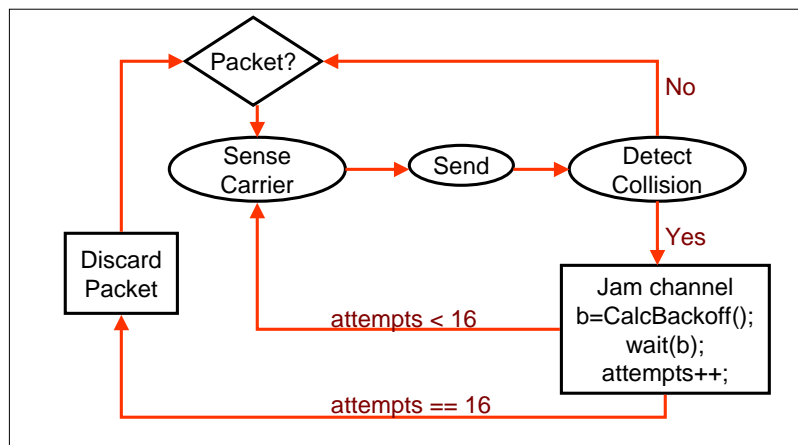 Packet?
No
Sense
Carrier
Send
Detect
Collision
Yes
Discard
Packet
Jam channel
b=CalcBackoff();
wait(b);
attempts++;
attempts < 16
attempts == 16